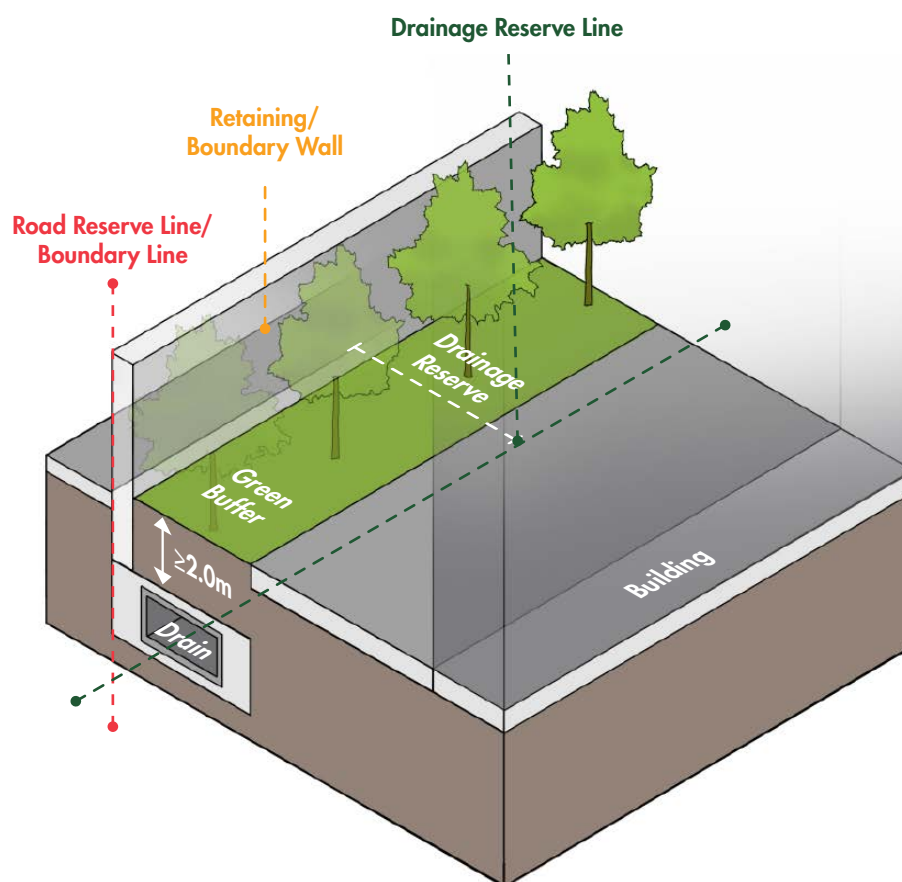 Drainage Reserve Line
Retaining/
Boundary Wall
Road Reserve Line/
Boundary Line
Drainage
Reserve
Green
Buffer
≥2.0m
Building
Drain